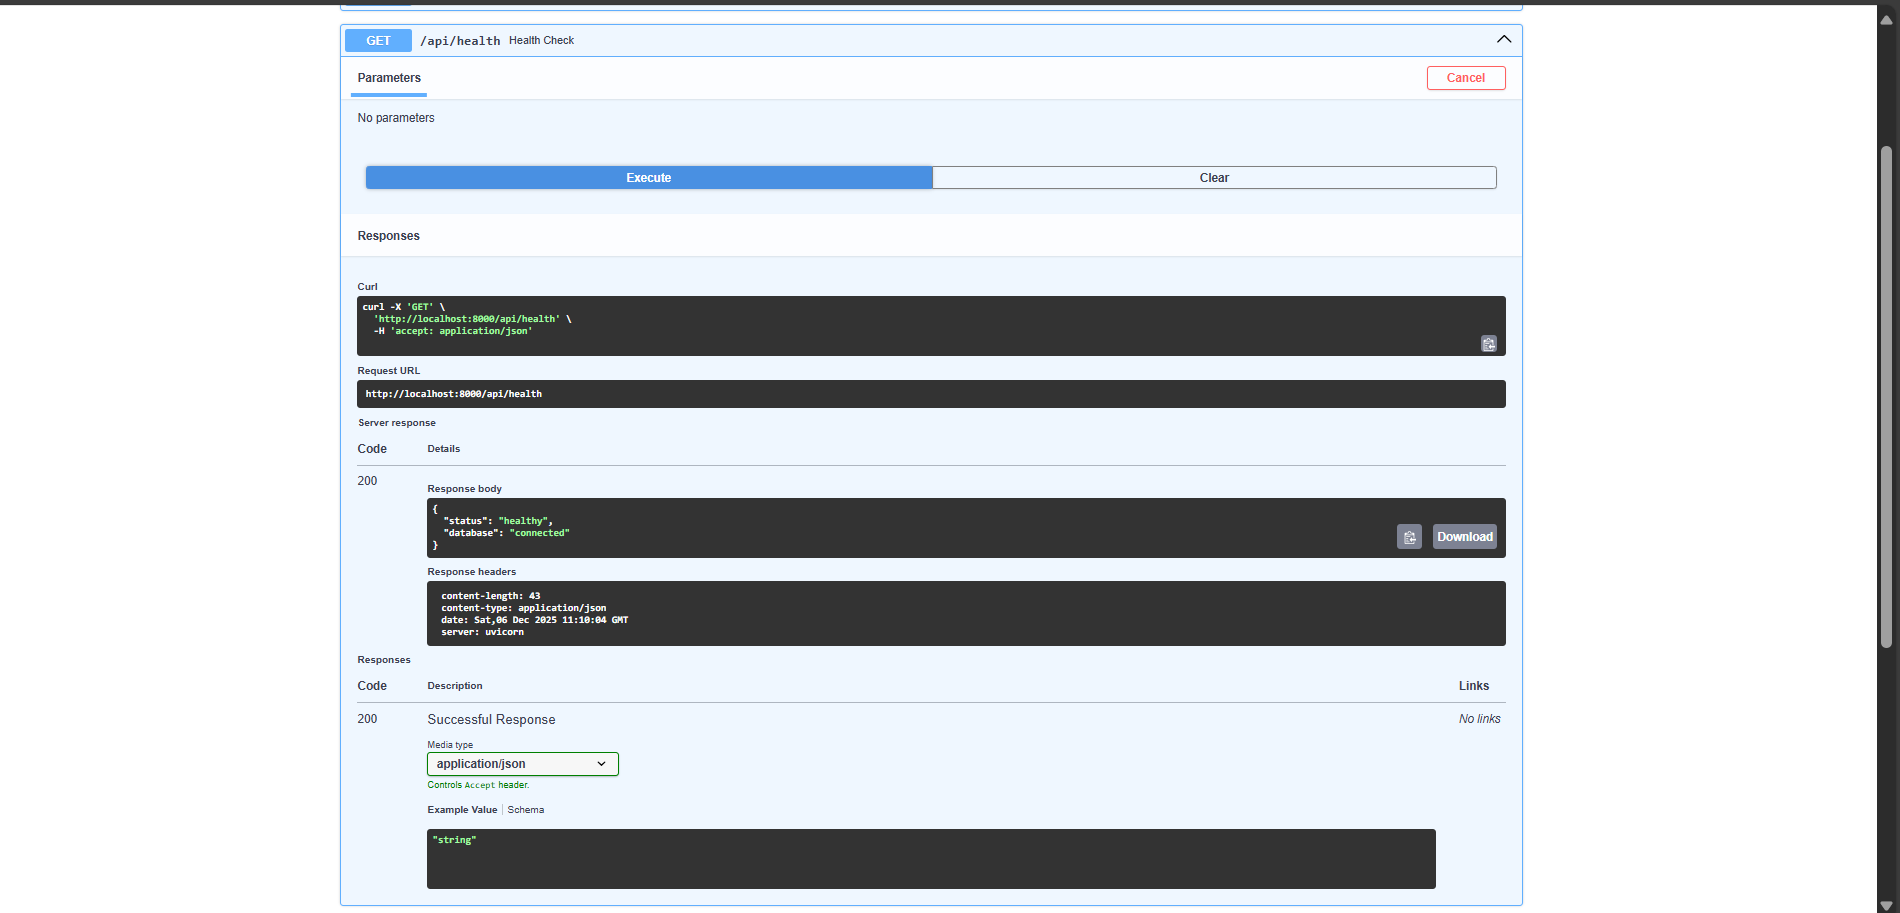 GET /api/health Health Check
Parameters Cancel
No parameters
Execute Clear
Responses
Curl
curl -X 'GET' \
  'http://localhost:8000/api/health' \
  -H 'accept: application/json'
Request URL
http://localhost:8000/api/health
Server response
Code Details
200
Response body
{
  "status": "healthy",
  "database": "connected"
}
Download
Response headers
content-length: 43
content-type: application/json
date: Sat,06 Dec 2025 11:10:04 GMT
server: uvicorn
Responses
Code Description Links
200 Successful Response No links
Media type
application/json
Controls Accept header.
Example Value Schema
"string"